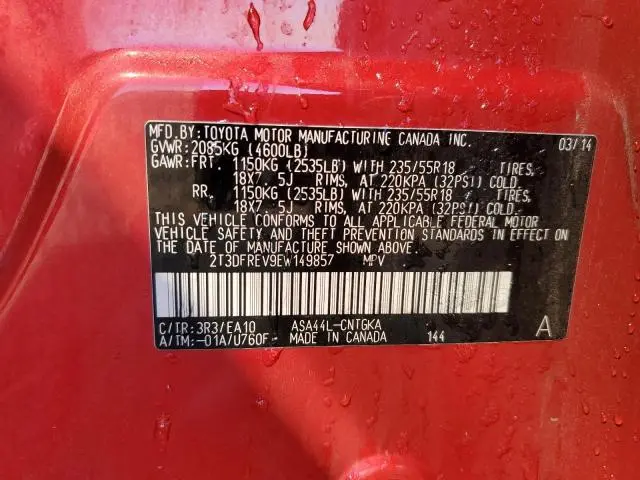 MFD.BY:TOYOTA MOTOR MANUFACTURING CANADA INC. 03/14
GVWR:2085KG (4600LB)
GAWR:FRT. 1150KG (2535LB) WITH 235/55R18 TIRES,
18X7.5J RIMS, AT 220KPA (32PSI) COLD
RR. 1150KG (2535LB) WITH 235/55R18 TIRES,
18X7.5J RIMS, AT 220KPA (32PSI) COLD.
THIS VEHICLE CONFORMS TO ALL APPLICABLE FEDERAL MOTOR
VEHICLE SAFETY AND THEFT PREVENTION STANDARDS IN EFFECT ON
THE DATE OF MANUFACTURE SHOWN ABOVE.
2T3DFREV9EW149857 MPV
C/TR:3R3/EA10 ASA44L-CNTGKA A
A/TM:-01A/U760F MADE IN CANADA 144